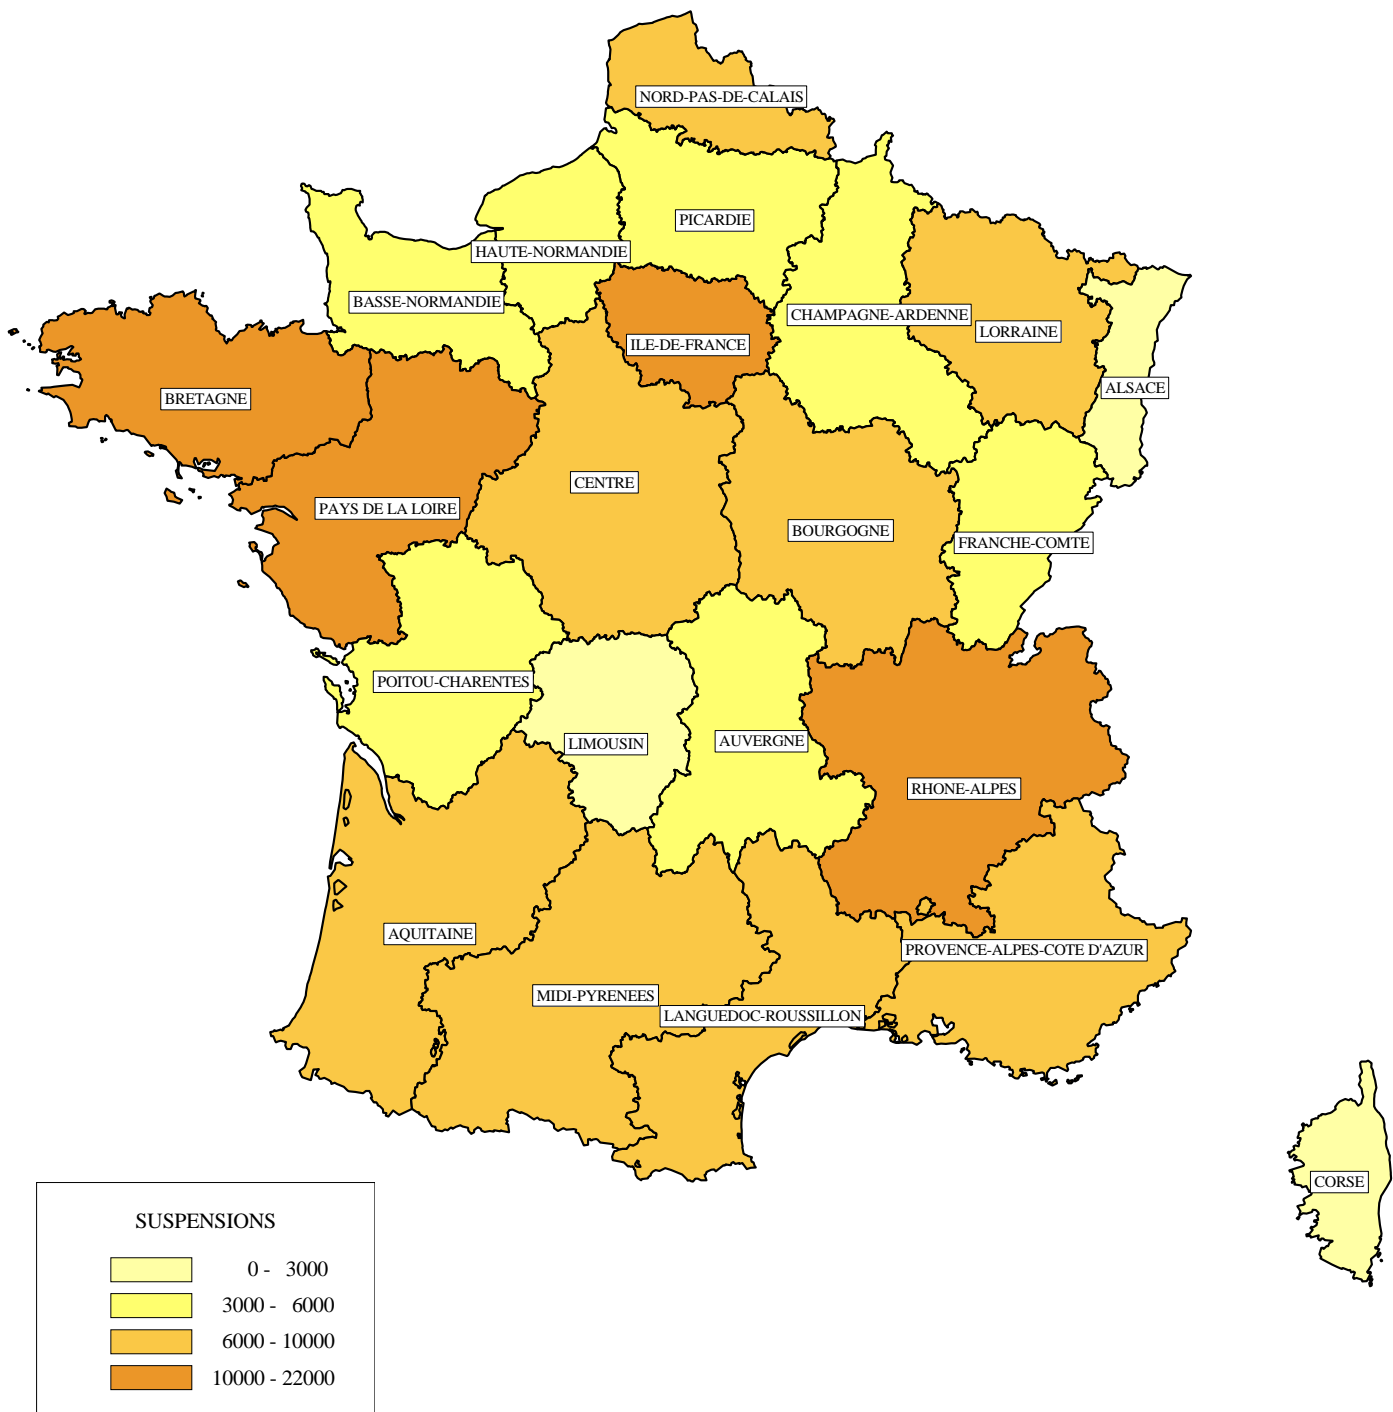 NORD-PAS-DE-CALAIS
PICARDIE
HAUTE-NORMANDIE
BASSE-NORMANDIE
CHAMPAGNE-ARDENNE
LORRAINE
ILE-DE-FRANCE
ALSACE
BRETAGNE
CENTRE
PAYS DE LA LOIRE
BOURGOGNE
FRANCHE-COMTE
POITOU-CHARENTES
LIMOUSIN
AUVERGNE
RHONE-ALPES
AQUITAINE
PROVENCE-ALPES-COTE D'AZUR
MIDI-PYRENEES
LANGUEDOC-ROUSSILLON
CORSE
SUSPENSIONS
0 - 3000
3000 - 6000
6000 - 10000
10000 - 22000